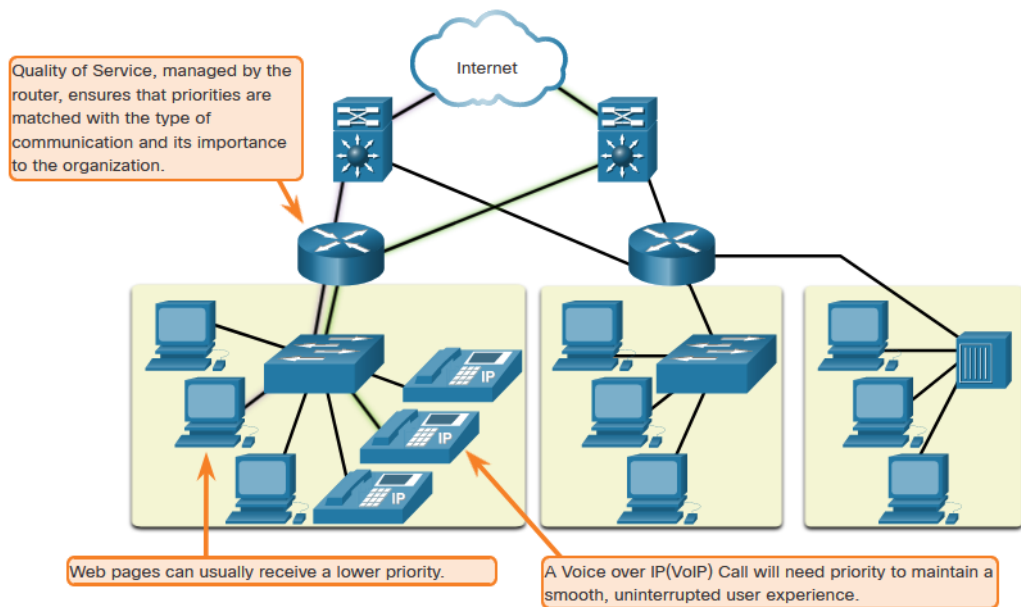 Internet
Quality of Service, managed by the
router, ensures that priorities are
matched with the type of
communication and its importance
to the organization.
IP
IP
IP
Web pages can usually receive a lower priority.
A Voice over IP(VoIP) Call will need priority to maintain a
smooth, uninterrupted user experience.